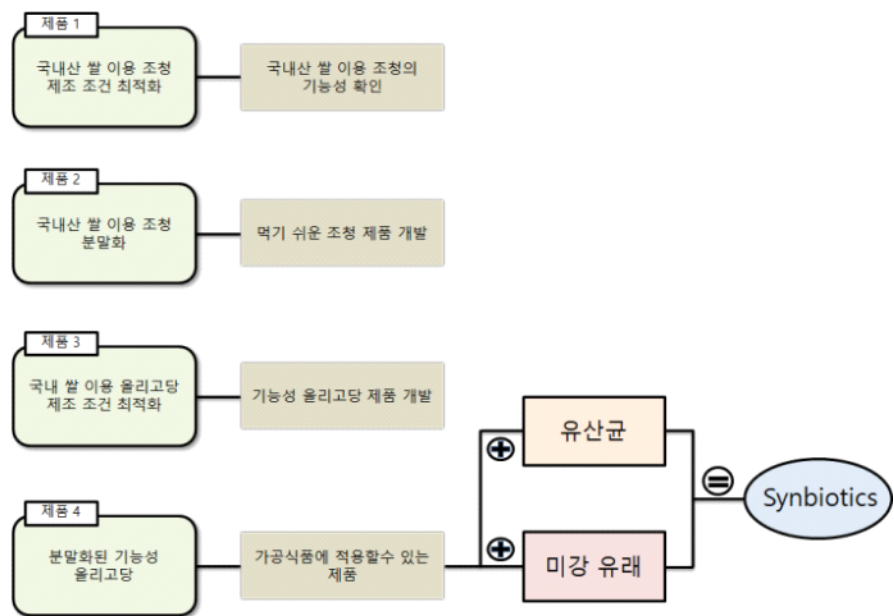 제품 1
국내산 쌀 이용 조청
제조 조건 최적화
국내산 쌀 이용 조청의
기능성 확인
제품 2
국내산 쌀 이용 조청
분말화
먹기 쉬운 조청 제품 개발
제품 3
국내 쌀 이용 올리고당
제조 조건 최적화
기능성 올리고당 제품 개발
유산균
Synbiotics
제품 4
분말화된 기능성
올리고당
가공식품에 적용할수 있는
제품
미강 유래